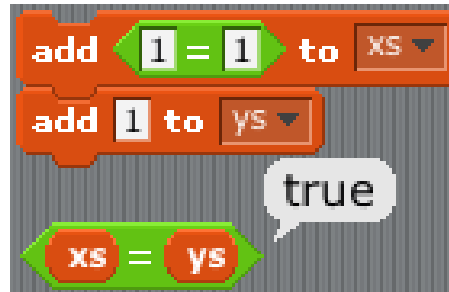 add 1 = 1 to xs
add 1 to ys
true
xs = ys